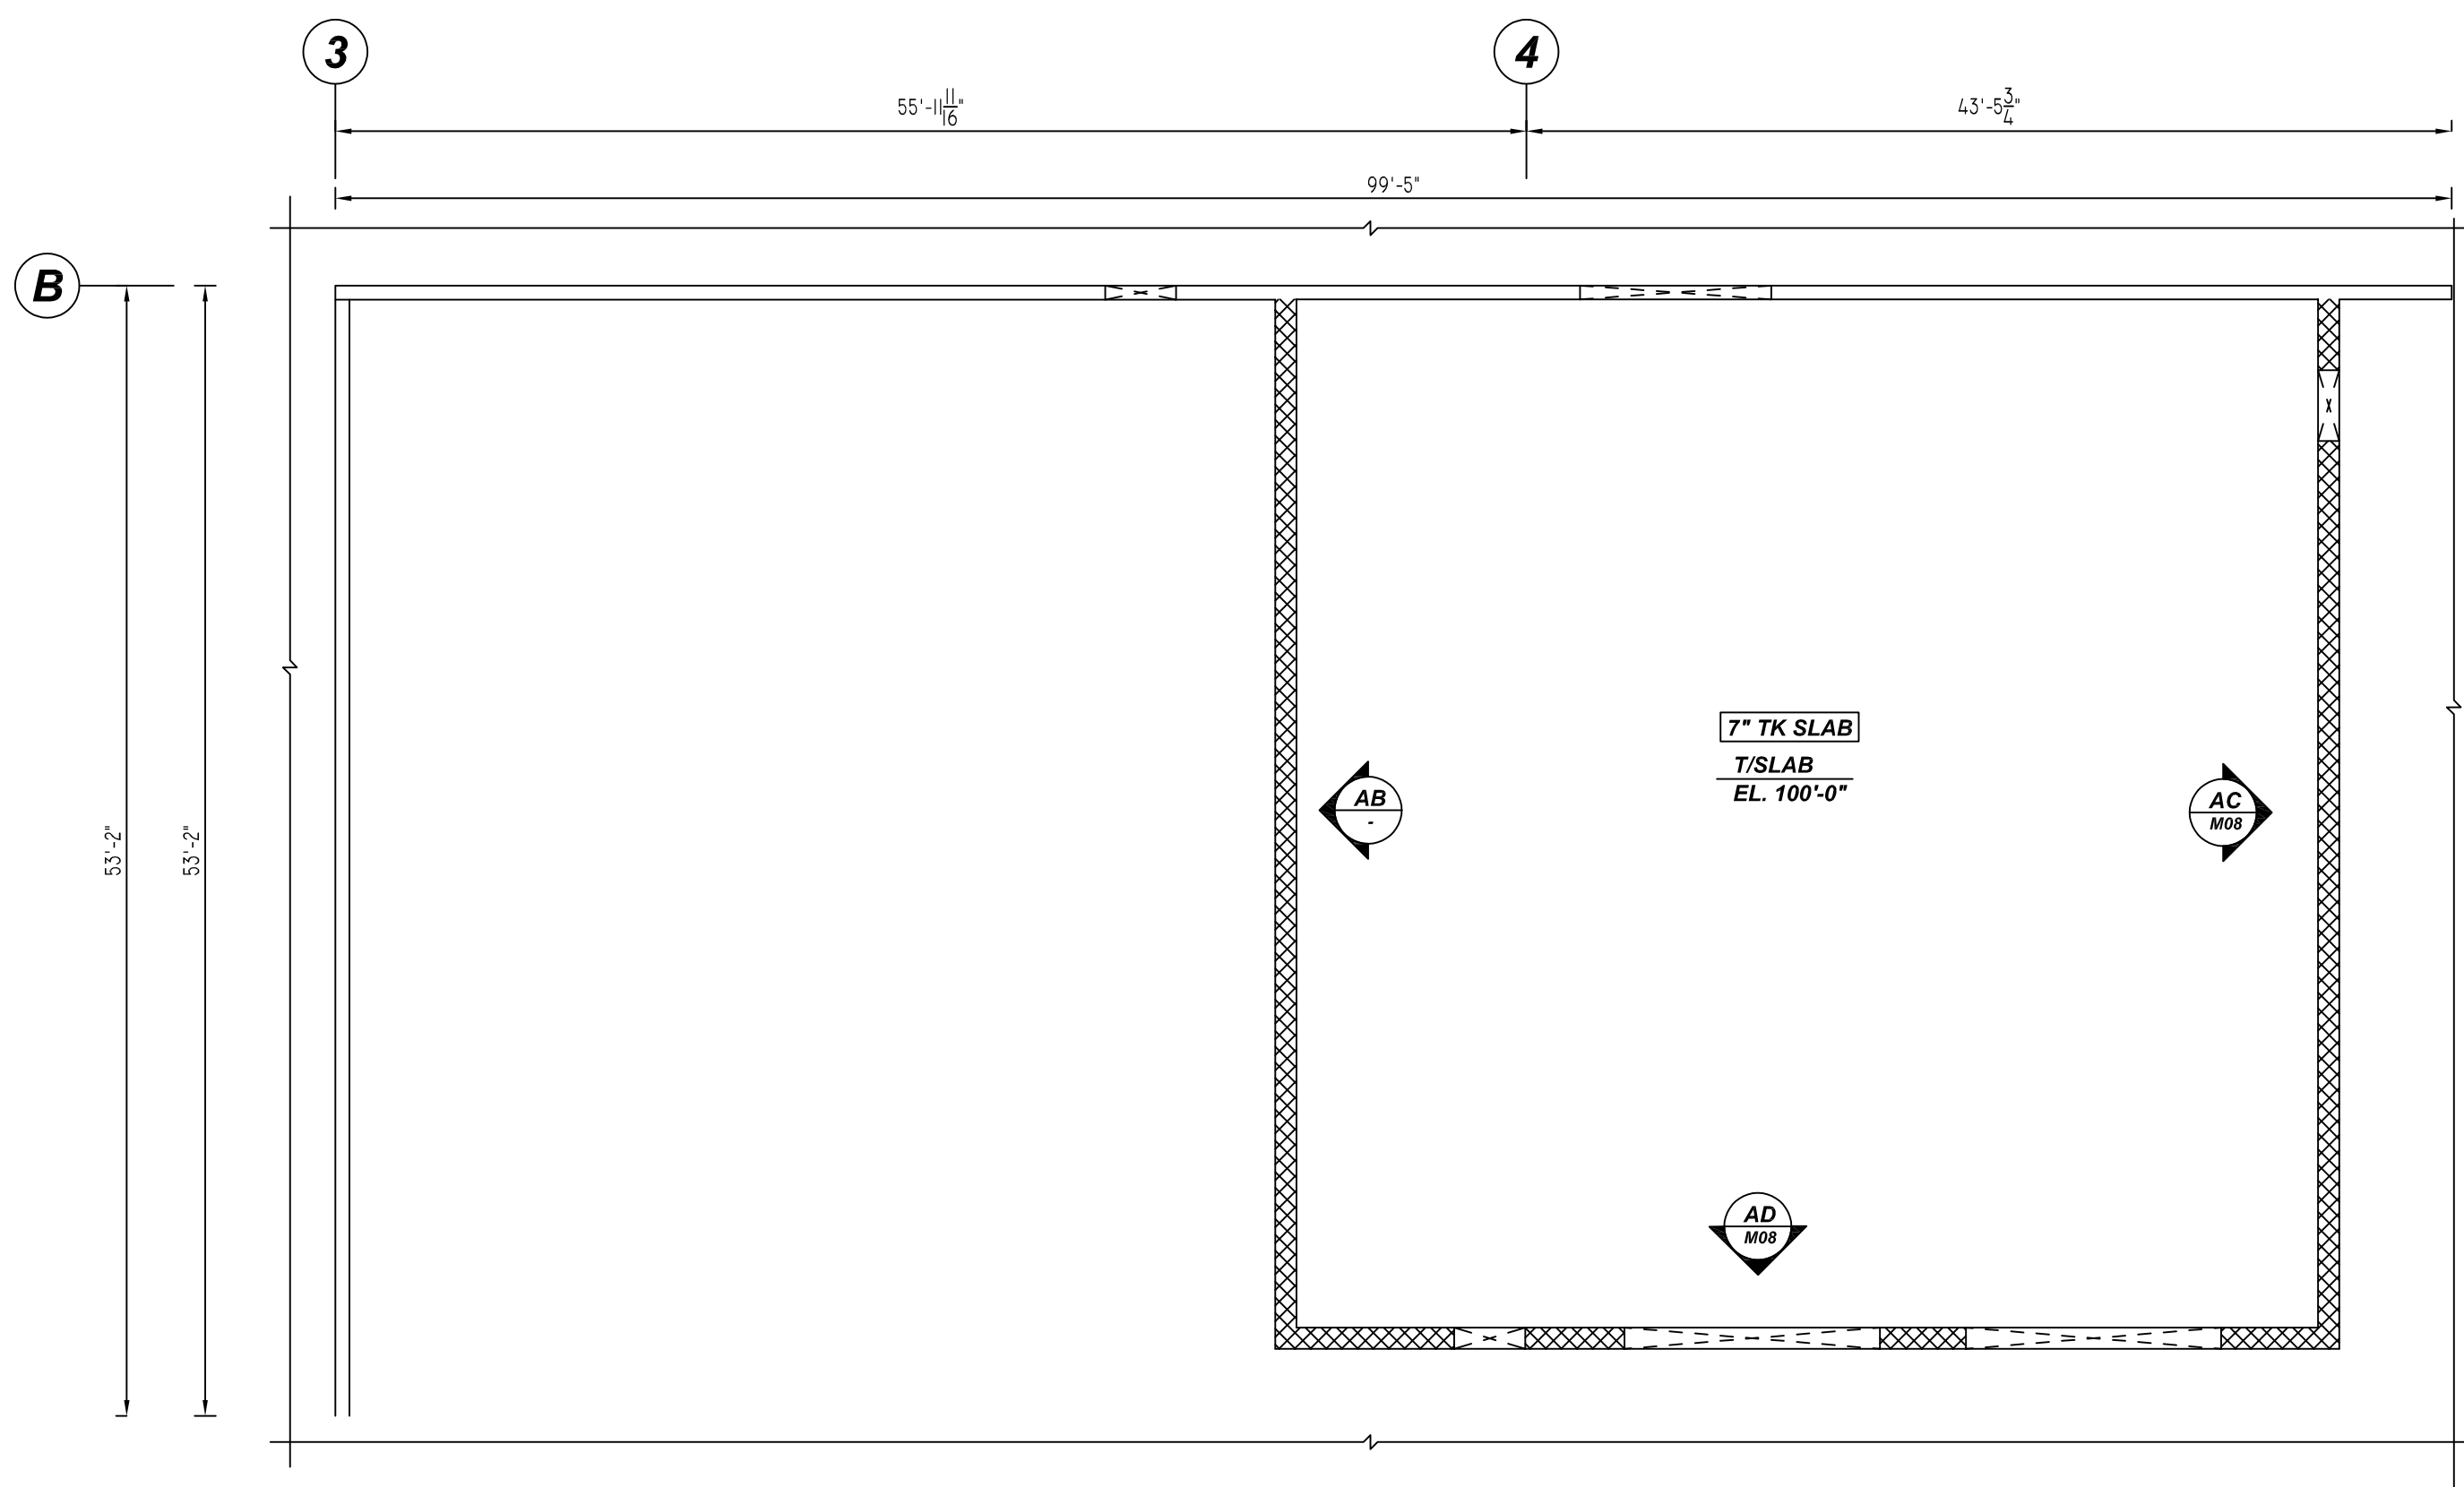 3
4
55'-11 11/16"
43'-5 3/4"
99'-5"
B
53'-2"
53'-2"
7" TK SLAB
T/SLAB
EL. 100'-0"
AB
-
AC
M08
AD
M08